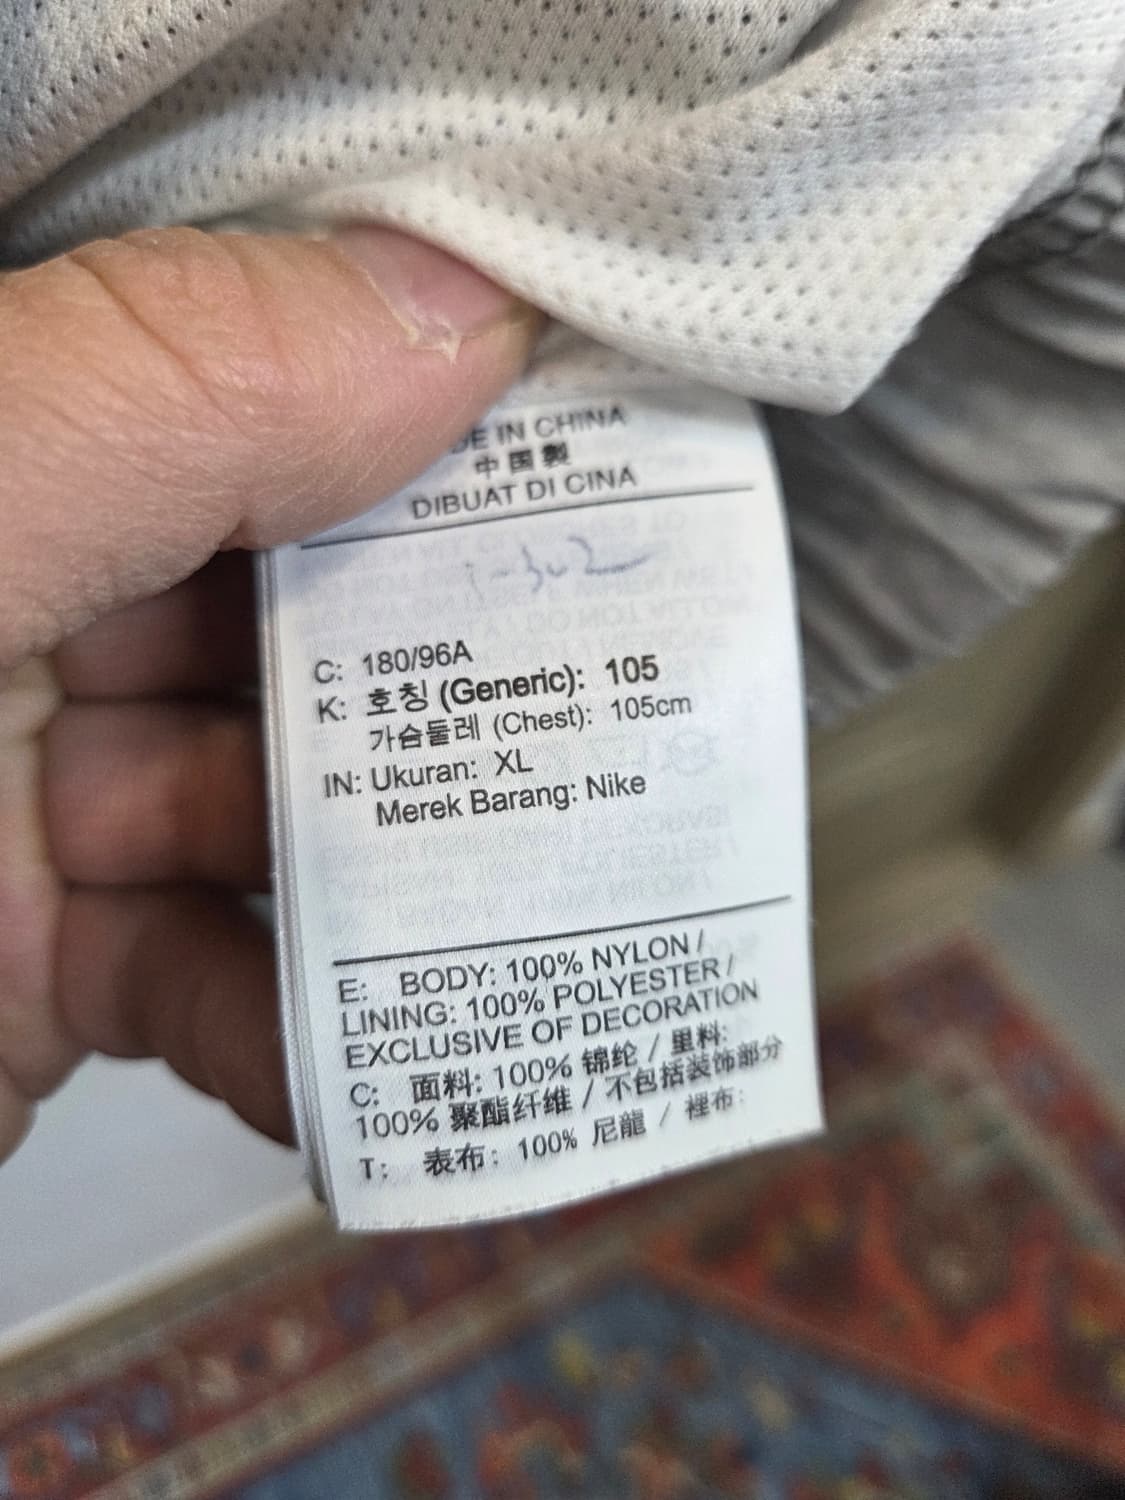 DE IN CHINA
中国製
DIBUAT DI CINA
C: 180/96A
K: 호칭 (Generic): 105
가슴둘레 (Chest): 105cm
IN: Ukuran: XL
Merek Barang: Nike
E: BODY: 100% NYLON /
LINING: 100% POLYESTER /
EXCLUSIVE OF DECORATION
C: 面料: 100% 锦纶 / 里料:
100% 聚酯纤维 / 不包括装饰部分
T: 表布: 100% 尼龍 / 裡布: